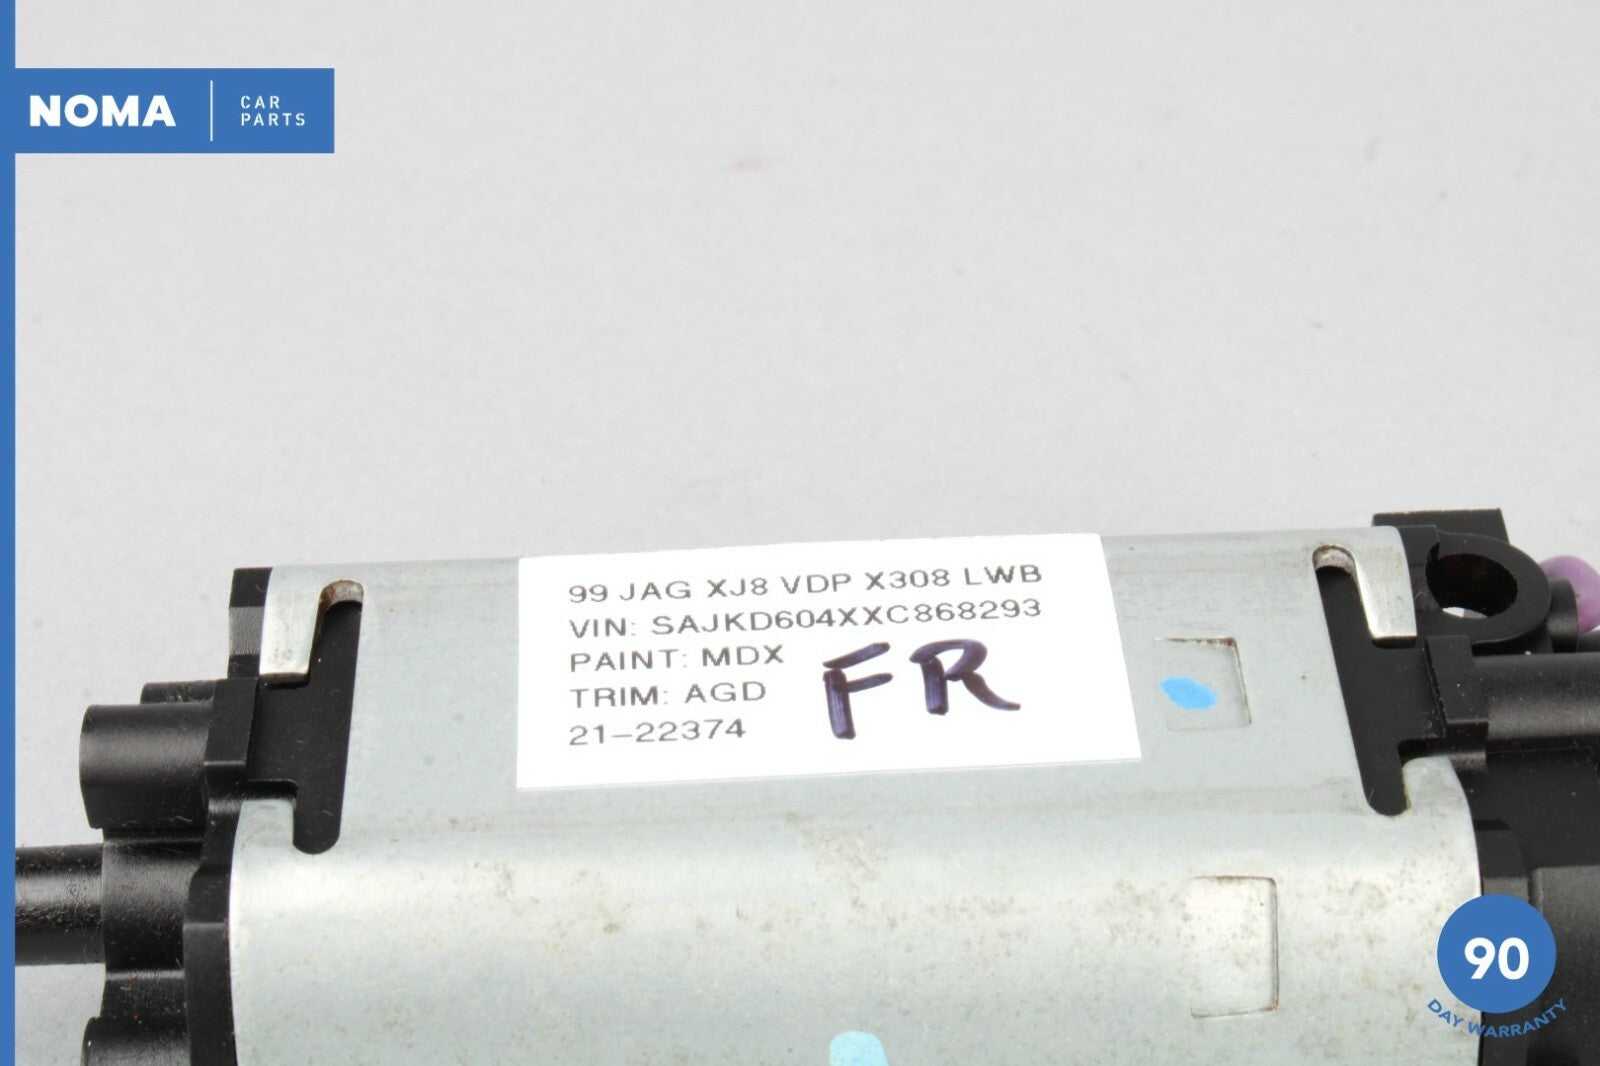 NOMA
CAR
PARTS
99 JAG XJ8 VDP X308 LWB
VIN: SAJKD604XXC868293
PAINT: MDX
TRIM: AGD
21-22374
FR
90
DAY WARRANTY